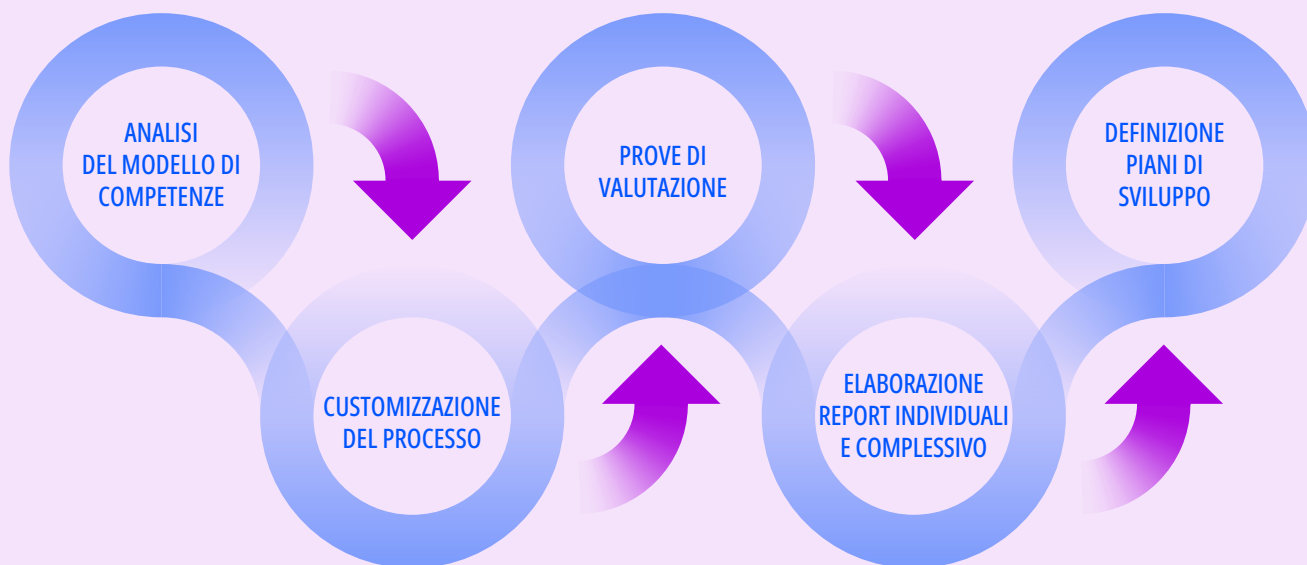 ANALISI
DEL MODELLO DI
COMPETENZE
CUSTOMIZZAZIONE
DEL PROCESSO
PROVE DI
VALUTAZIONE
ELABORAZIONE
REPORT INDIVIDUALI
E COMPLESSIVO
DEFINIZIONE
PIANI DI
SVILUPPO